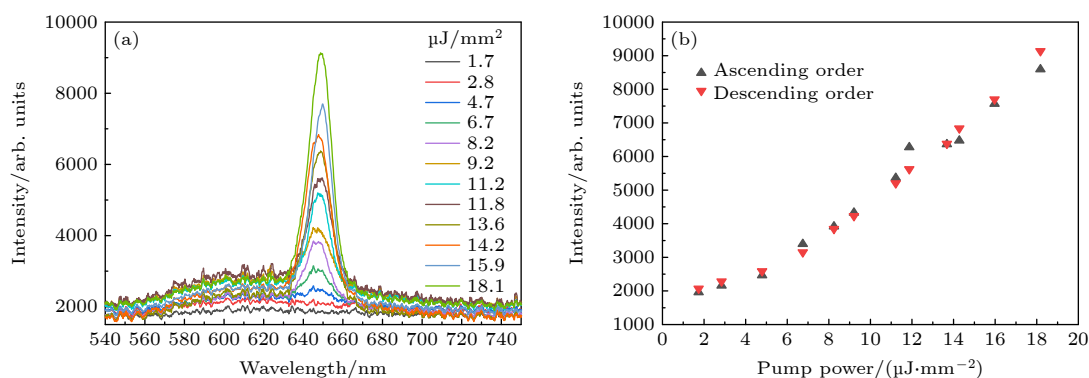 (a)
µJ/mm²
1.7
2.8
4.7
6.7
8.2
9.2
11.2
11.8
13.6
14.2
15.9
18.1
10000
8000
6000
4000
2000
Intensity/arb. units
540 560 580 600 620 640 660 680 700 720 740
Wavelength/nm
(b)
Ascending order
Descending order
10000
9000
8000
7000
6000
5000
4000
3000
2000
1000
Intensity/arb. units
0 2 4 6 8 10 12 14 16 18 20
Pump power/(µJ·mm⁻²)